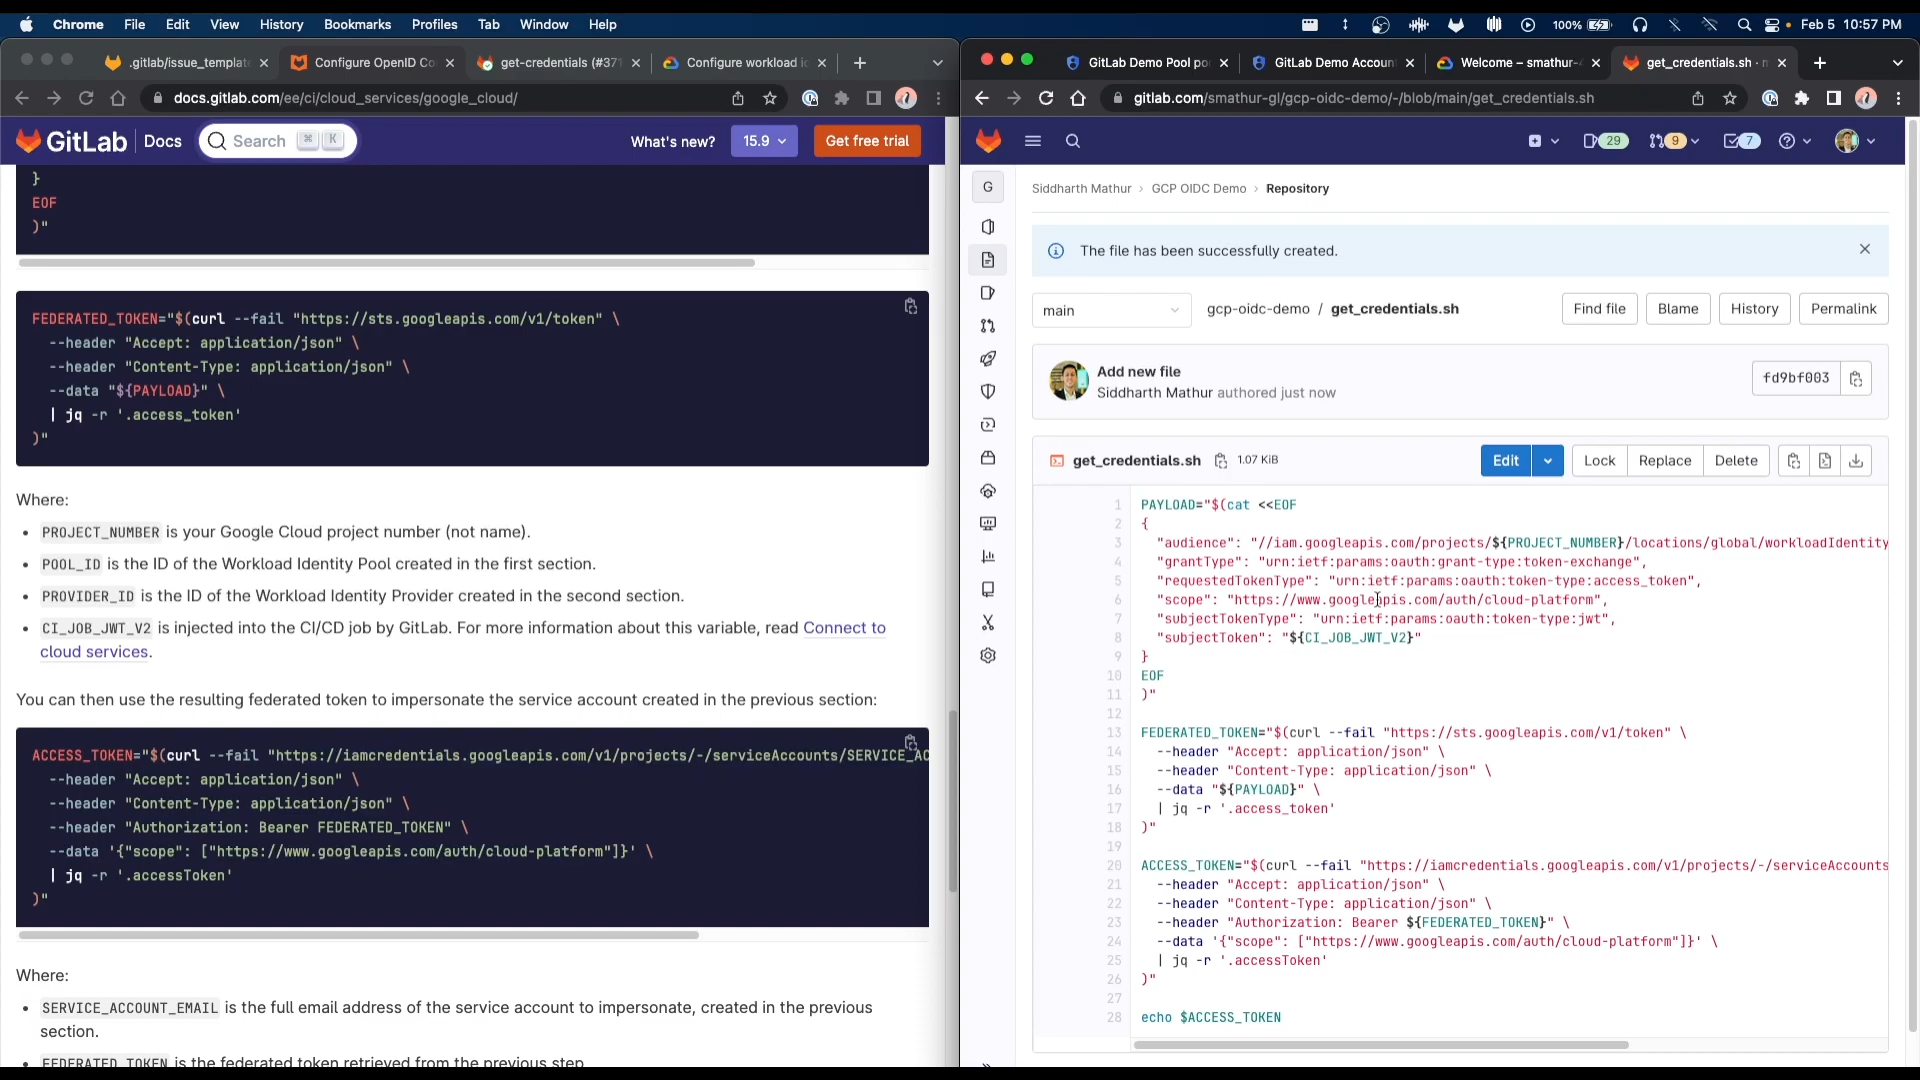 Chrome File Edit View History Bookmarks Profiles Tab Window Help 100% Feb 5 10:57 PM
.gitlab/issue_templat
Configure OpenID Co
get-credentials (#371
Configure workload i
docs.gitlab.com/ee/ci/cloud_services/google_cloud/
GitLab Docs Search ⌘ K What's new? 15.9 Get free trial
}
EOF
)"
FEDERATED_TOKEN="$(curl --fail "https://sts.googleapis.com/v1/token" \
--header "Accept: application/json" \
--header "Content-Type: application/json" \
--data "${PAYLOAD}" \
| jq -r '.access_token'
)"
Where:
• PROJECT_NUMBER is your Google Cloud project number (not name).
• POOL_ID is the ID of the Workload Identity Pool created in the first section.
• PROVIDER_ID is the ID of the Workload Identity Provider created in the second section.
• CI_JOB_JWT_V2 is injected into the CI/CD job by GitLab. For more information about this variable, read Connect to
cloud services.
You can then use the resulting federated token to impersonate the service account created in the previous section:
ACCESS_TOKEN="$(curl --fail "https://iamcredentials.googleapis.com/v1/projects/-/serviceAccounts/SERVICE_AC
--header "Accept: application/json" \
--header "Content-Type: application/json" \
--header "Authorization: Bearer FEDERATED_TOKEN" \
--data '{"scope": ["https://www.googleapis.com/auth/cloud-platform"]}' \
| jq -r '.accessToken'
)"
Where:
• SERVICE_ACCOUNT_EMAIL is the full email address of the service account to impersonate, created in the previous
section.
• FEDERATED_TOKEN is the federated token retrieved from the previous step
GitLab Demo Pool po
GitLab Demo Accoun
Welcome – smathur-
get_credentials.sh · m
gitlab.com/smathur-gl/gcp-oidc-demo/-/blob/main/get_credentials.sh
29 9 7
G
Siddharth Mathur › GCP OIDC Demo › Repository
The file has been successfully created.
main gcp-oidc-demo / get_credentials.sh Find file Blame History Permalink
Add new file
Siddharth Mathur authored just now
fd9bf003
get_credentials.sh 1.07 KiB Edit Lock Replace Delete
1 PAYLOAD="$(cat <<EOF
2 {
3 "audience": "//iam.googleapis.com/projects/${PROJECT_NUMBER}/locations/global/workloadIdentity
4 "grantType": "urn:ietf:params:oauth:grant-type:token-exchange",
5 "requestedTokenType": "urn:ietf:params:oauth:token-type:access_token",
6 "scope": "https://www.googleapis.com/auth/cloud-platform",
7 "subjectTokenType": "urn:ietf:params:oauth:token-type:jwt",
8 "subjectToken": "${CI_JOB_JWT_V2}"
9 }
10 EOF
11 )"
12
13 FEDERATED_TOKEN="$(curl --fail "https://sts.googleapis.com/v1/token" \
14 --header "Accept: application/json" \
15 --header "Content-Type: application/json" \
16 --data "${PAYLOAD}" \
17 | jq -r '.access_token'
18 )"
19
20 ACCESS_TOKEN="$(curl --fail "https://iamcredentials.googleapis.com/v1/projects/-/serviceAccounts
21 --header "Accept: application/json" \
22 --header "Content-Type: application/json" \
23 --header "Authorization: Bearer ${FEDERATED_TOKEN}" \
24 --data '{"scope": ["https://www.googleapis.com/auth/cloud-platform"]}' \
25 | jq -r '.accessToken'
26 )"
27
28 echo $ACCESS_TOKEN